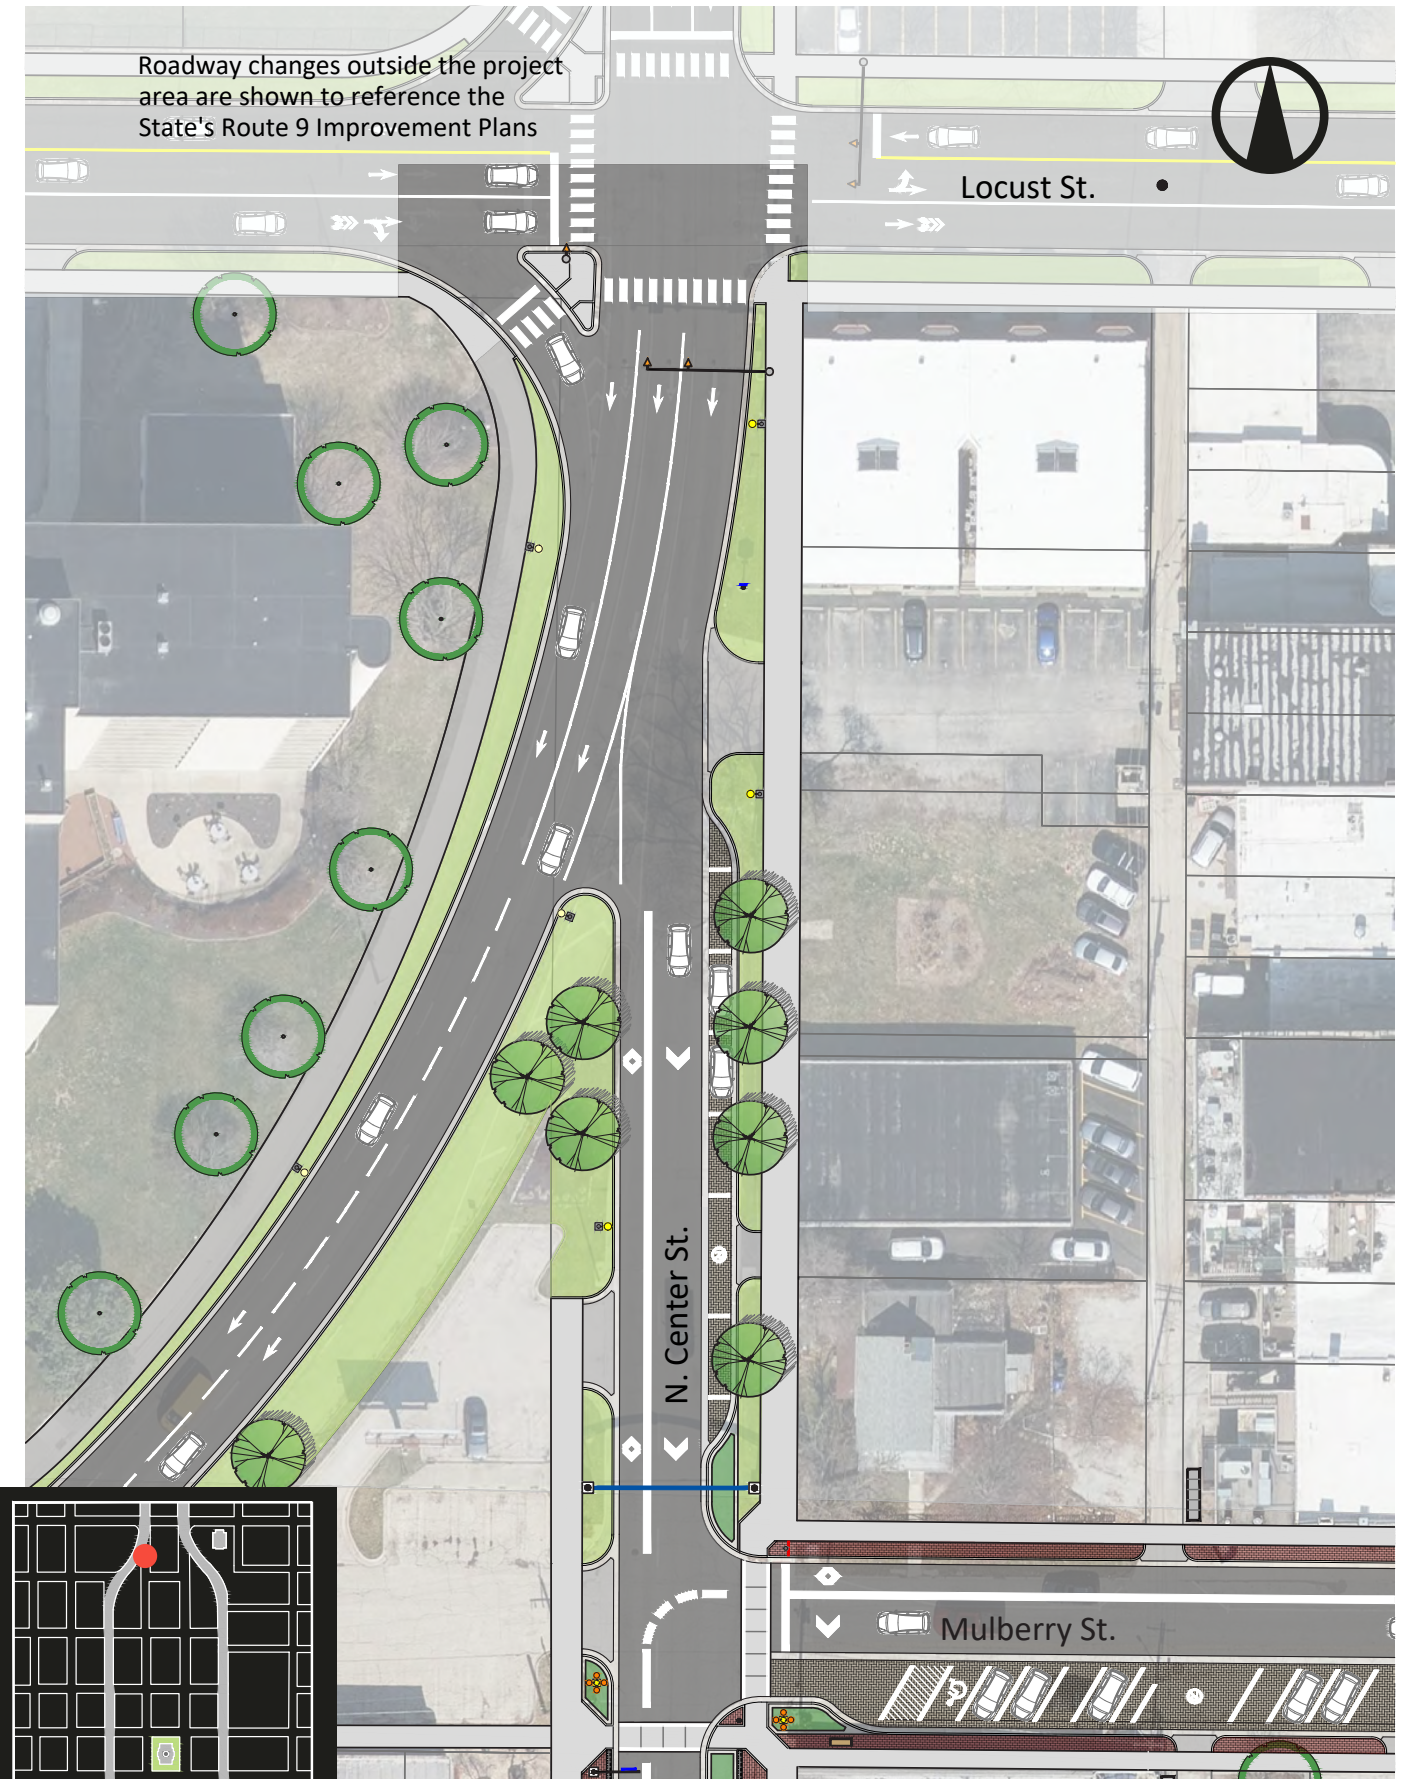 Roadway changes outside the project
area are shown to reference the
State's Route 9 Improvement Plans
Locust St.
N. Center St.
Mulberry St.